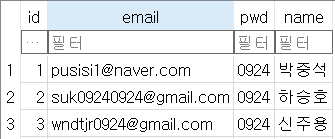 id email pwd name
... 필터 필터 필터
1 1 pusisi1@naver.com 0924 박중석
2 2 suk09240924@gmail.com 0924 하승호
3 3 wndtjr0924@gmail.com 0924 신주용